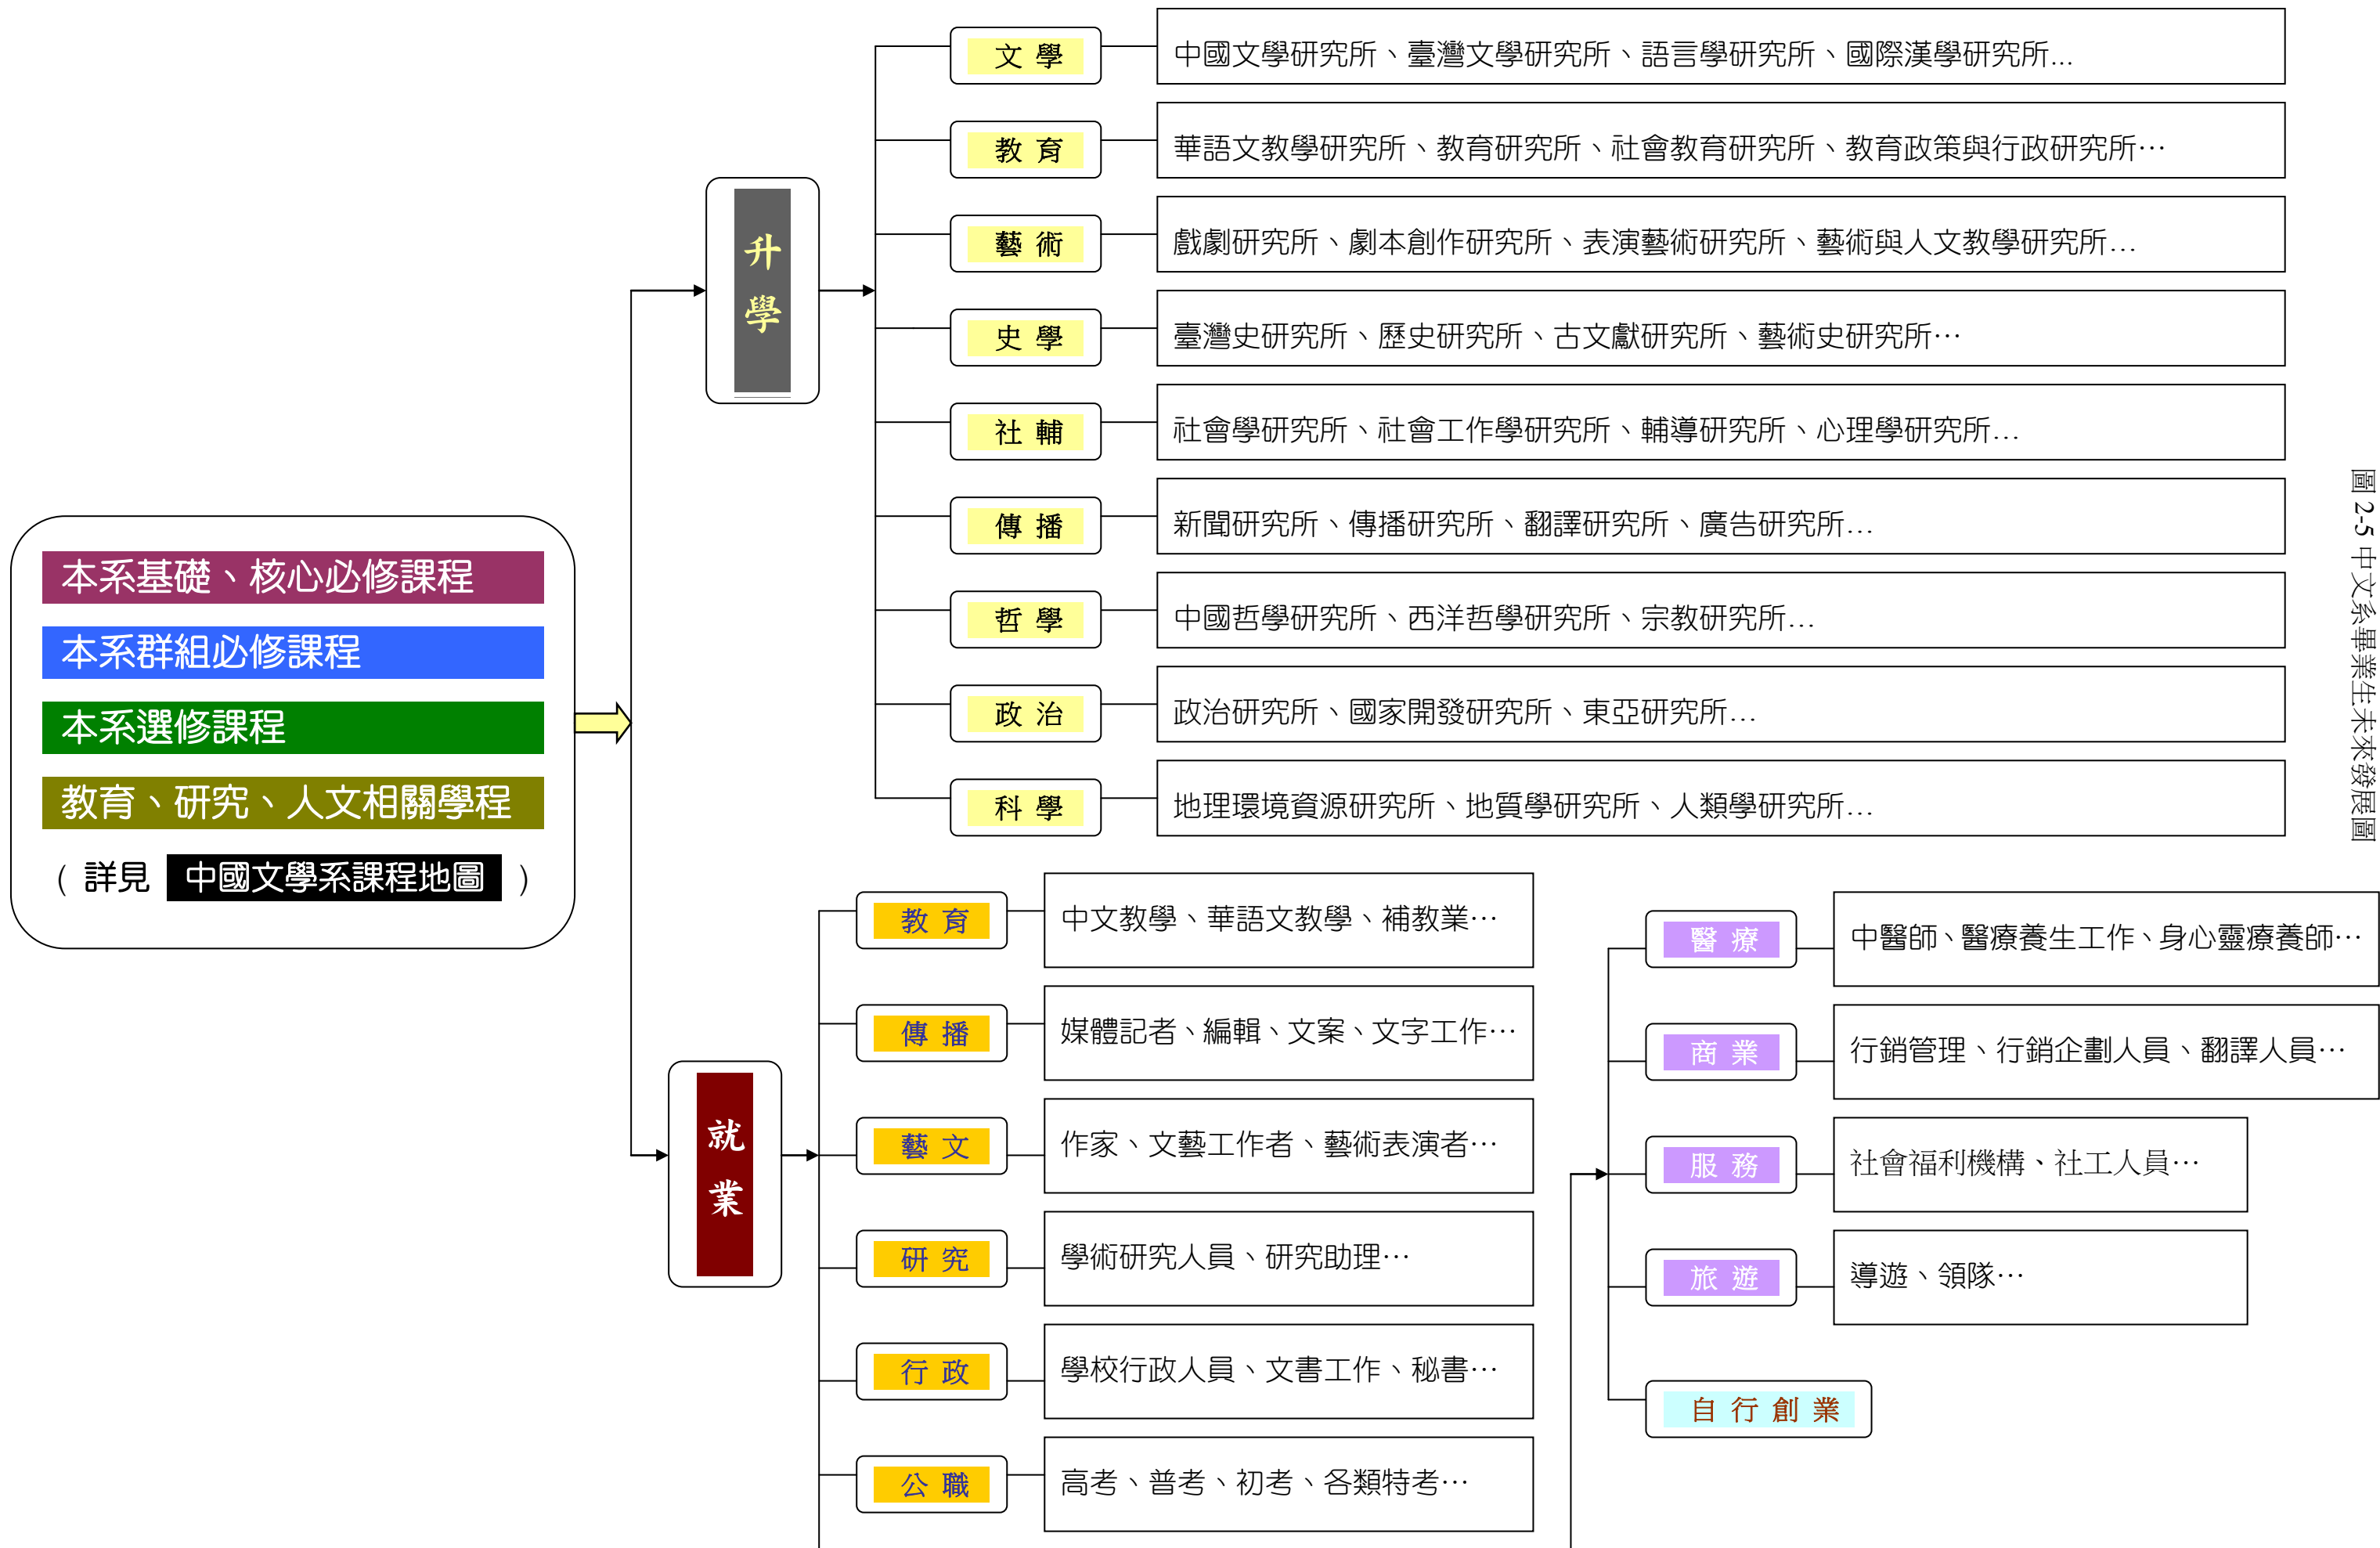 本系基礎、核心必修課程
本系群組必修課程
本系選修課程
教育、研究、人文相關學程
( 詳見 中國文學系課程地圖 )
升學
文學
中國文學研究所、臺灣文學研究所、語言學研究所、國際漢學研究所...
教育
華語文教學研究所、教育研究所、社會教育研究所、教育政策與行政研究所…
藝術
戲劇研究所、劇本創作研究所、表演藝術研究所、藝術與人文教學研究所…
史學
臺灣史研究所、歷史研究所、古文獻研究所、藝術史研究所…
社輔
社會學研究所、社會工作學研究所、輔導研究所、心理學研究所…
傳播
新聞研究所、傳播研究所、翻譯研究所、廣告研究所…
哲學
中國哲學研究所、西洋哲學研究所、宗教研究所…
政治
政治研究所、國家開發研究所、東亞研究所…
科學
地理環境資源研究所、地質學研究所、人類學研究所…
就業
教育
中文教學、華語文教學、補教業…
傳播
媒體記者、編輯、文案、文字工作…
藝文
作家、文藝工作者、藝術表演者…
研究
學術研究人員、研究助理…
行政
學校行政人員、文書工作、秘書…
公職
高考、普考、初考、各類特考…
醫療
中醫師、醫療養生工作、身心靈療養師…
商業
行銷管理、行銷企劃人員、翻譯人員…
服務
社會福利機構、社工人員…
旅遊
導遊、領隊…
自行創業
圖 2-5 中文系畢業生未來發展圖